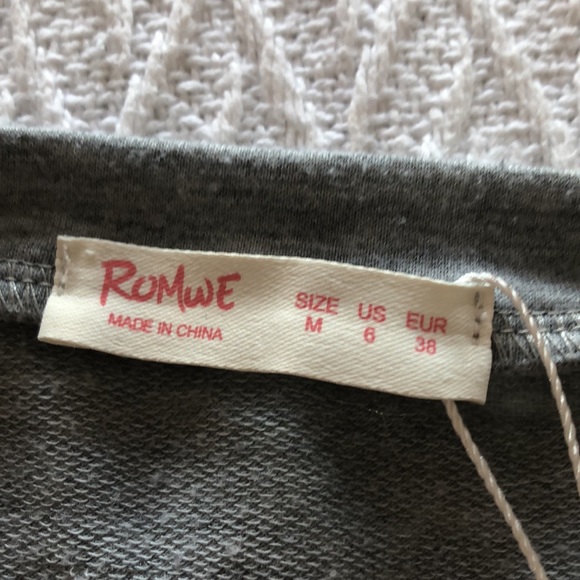 ROMWE
MADE IN CHINA
SIZE US EUR
M 6 38